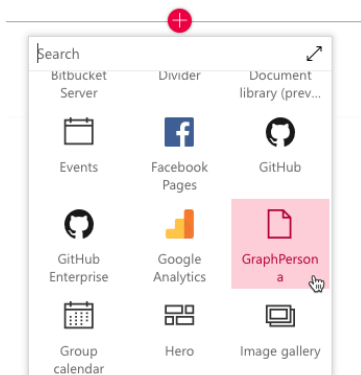 Search
Bitbucket Divider Document
Server library (prev...
Events Facebook GitHub
Pages
GitHub Google GraphPerson
Enterprise Analytics a
Group Hero Image gallery
calendar